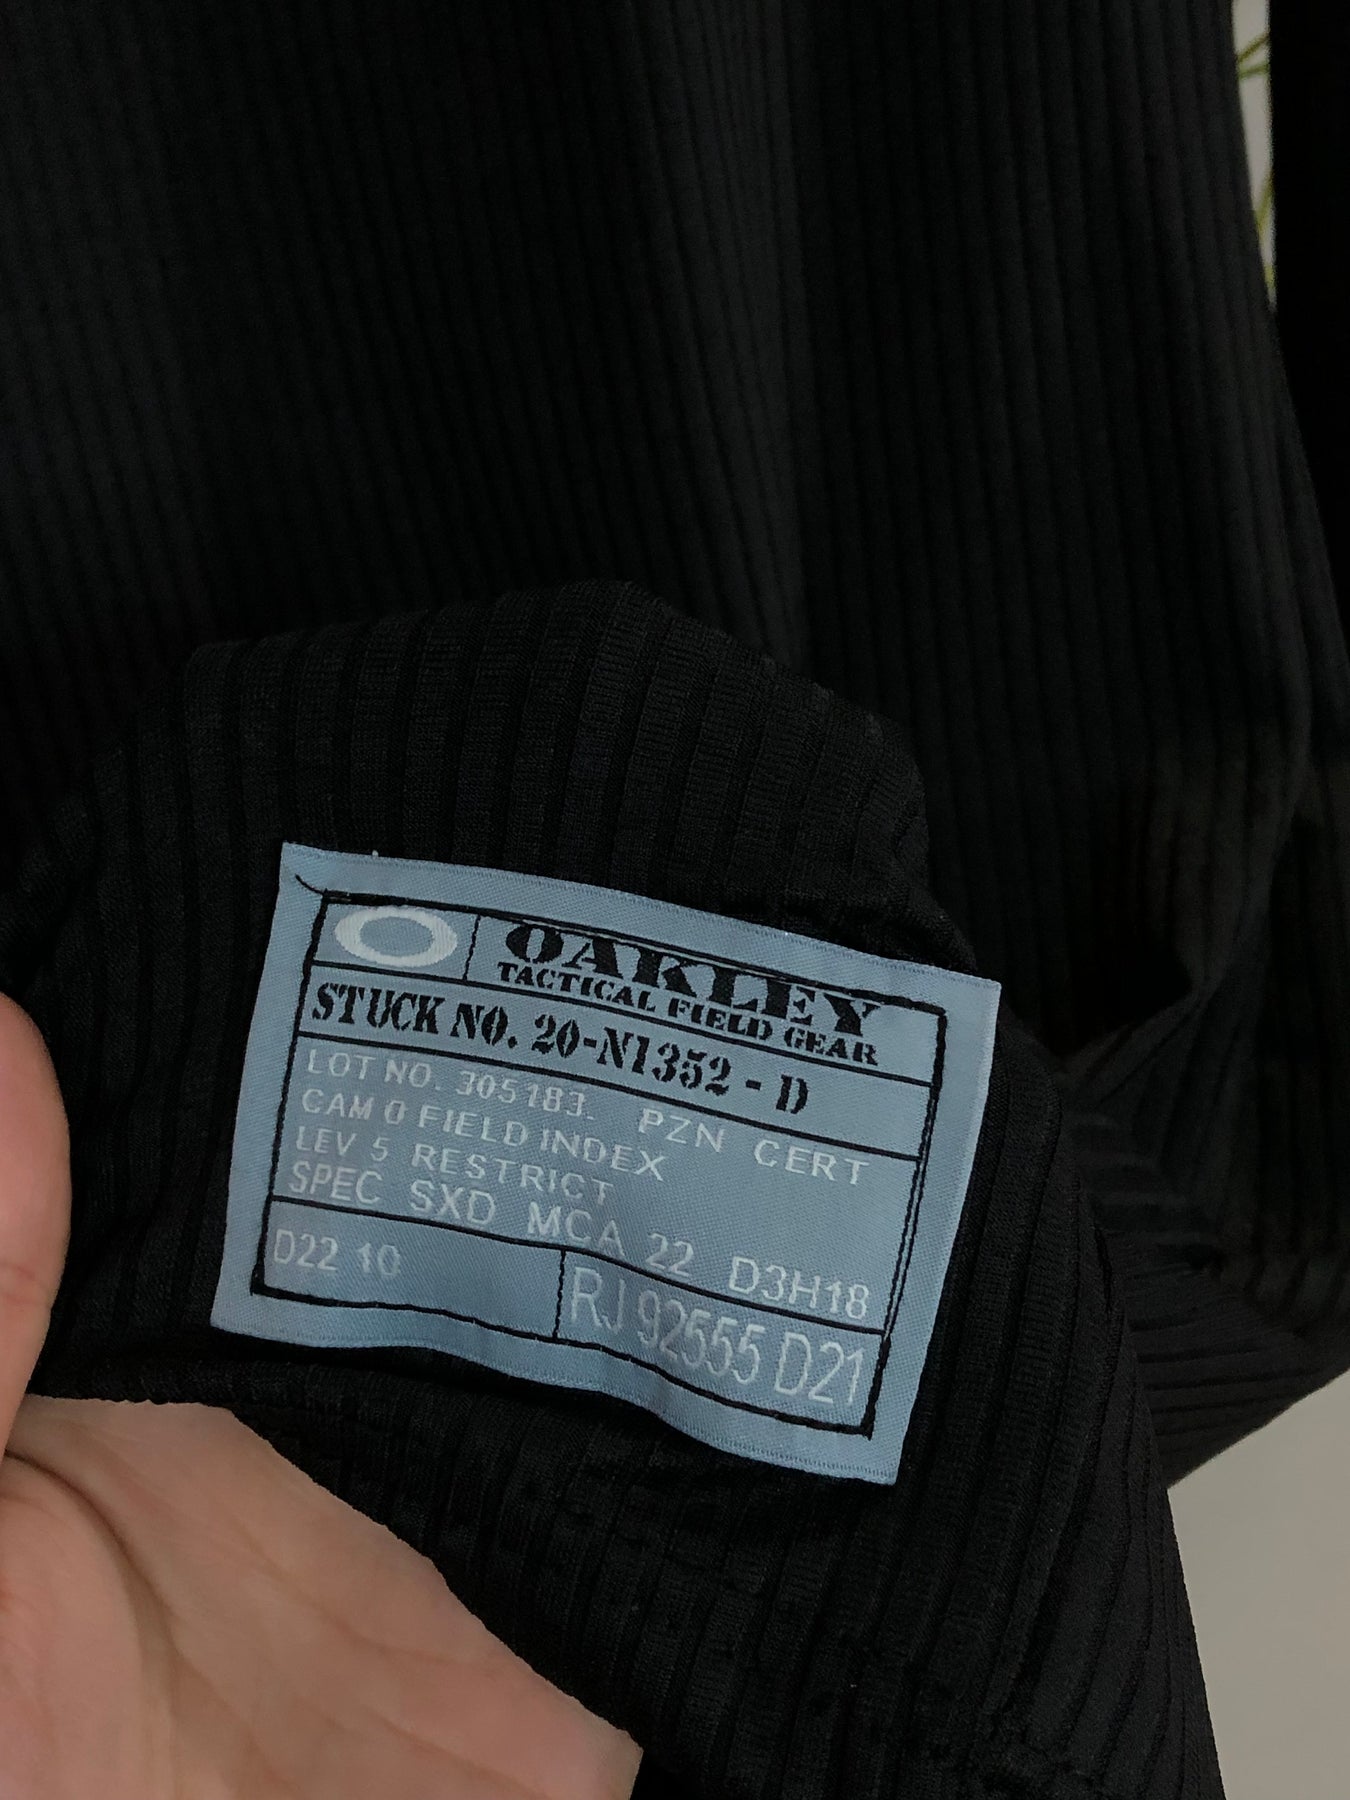 OAKLEY
TACTICAL FIELD GEAR
STUCK NO. 20-N1352 - D
LOT NO. 305183. PZN CERT
CAM O FIELD INDEX
LEV 5 RESTRICT
SPEC SXD MCA 22 D3H18
D22 10
RJ 92555 D21